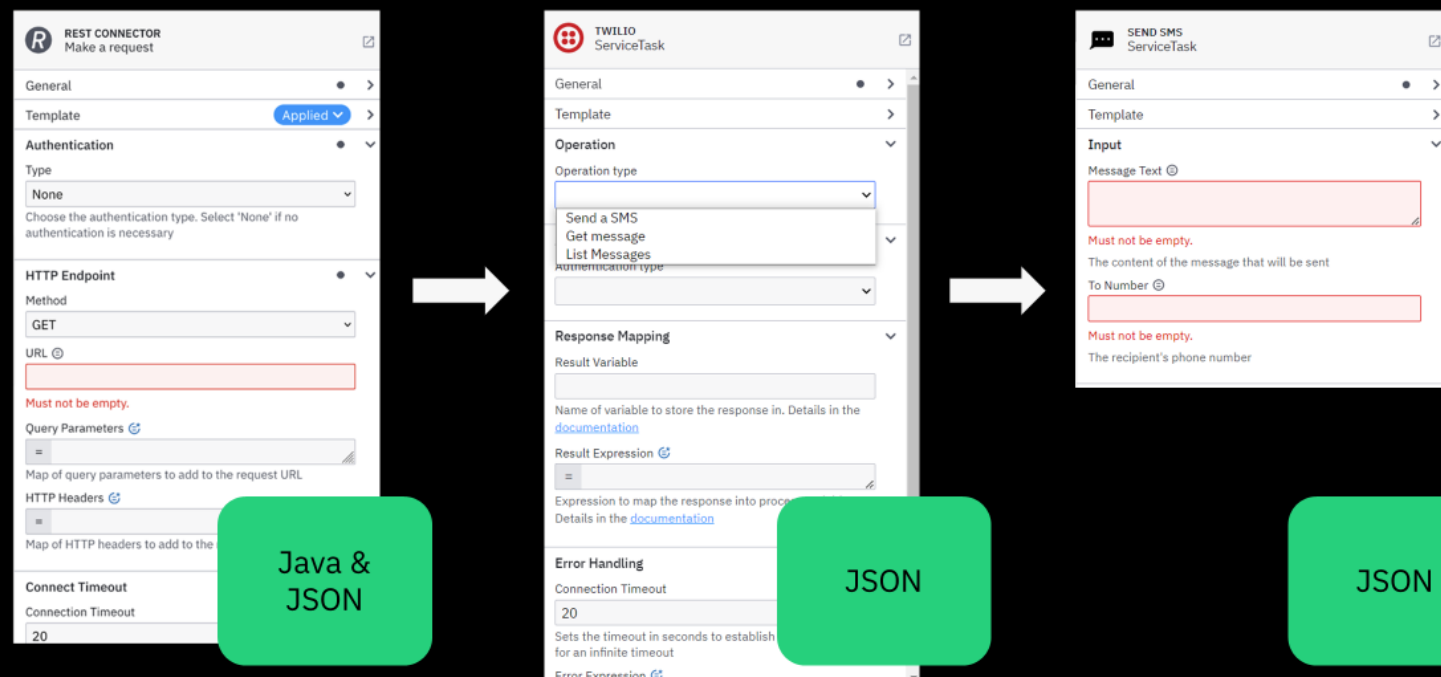 REST CONNECTOR
Make a request
General
Template
Applied
Authentication
Type
None
Choose the authentication type. Select 'None' if no
authentication is necessary
HTTP Endpoint
Method
GET
URL
Must not be empty.
Query Parameters
=
Map of query parameters to add to the request URL
HTTP Headers
=
Map of HTTP headers to add to the
Connect Timeout
Connection Timeout
20
Java &
JSON
TWILIO
ServiceTask
General
Template
Operation
Operation type
Send a SMS
Get message
List Messages
Authentication type
Response Mapping
Result Variable
Name of variable to store the response in. Details in the
documentation
Result Expression
=
Expression to map the response into
Details in the documentation
Error Handling
Connection Timeout
20
Sets the timeout in seconds to establish
for an infinite timeout
Error Expression
JSON
SEND SMS
ServiceTask
General
Template
Input
Message Text
Must not be empty.
The content of the message that will be sent
To Number
Must not be empty.
The recipient's phone number
JSON